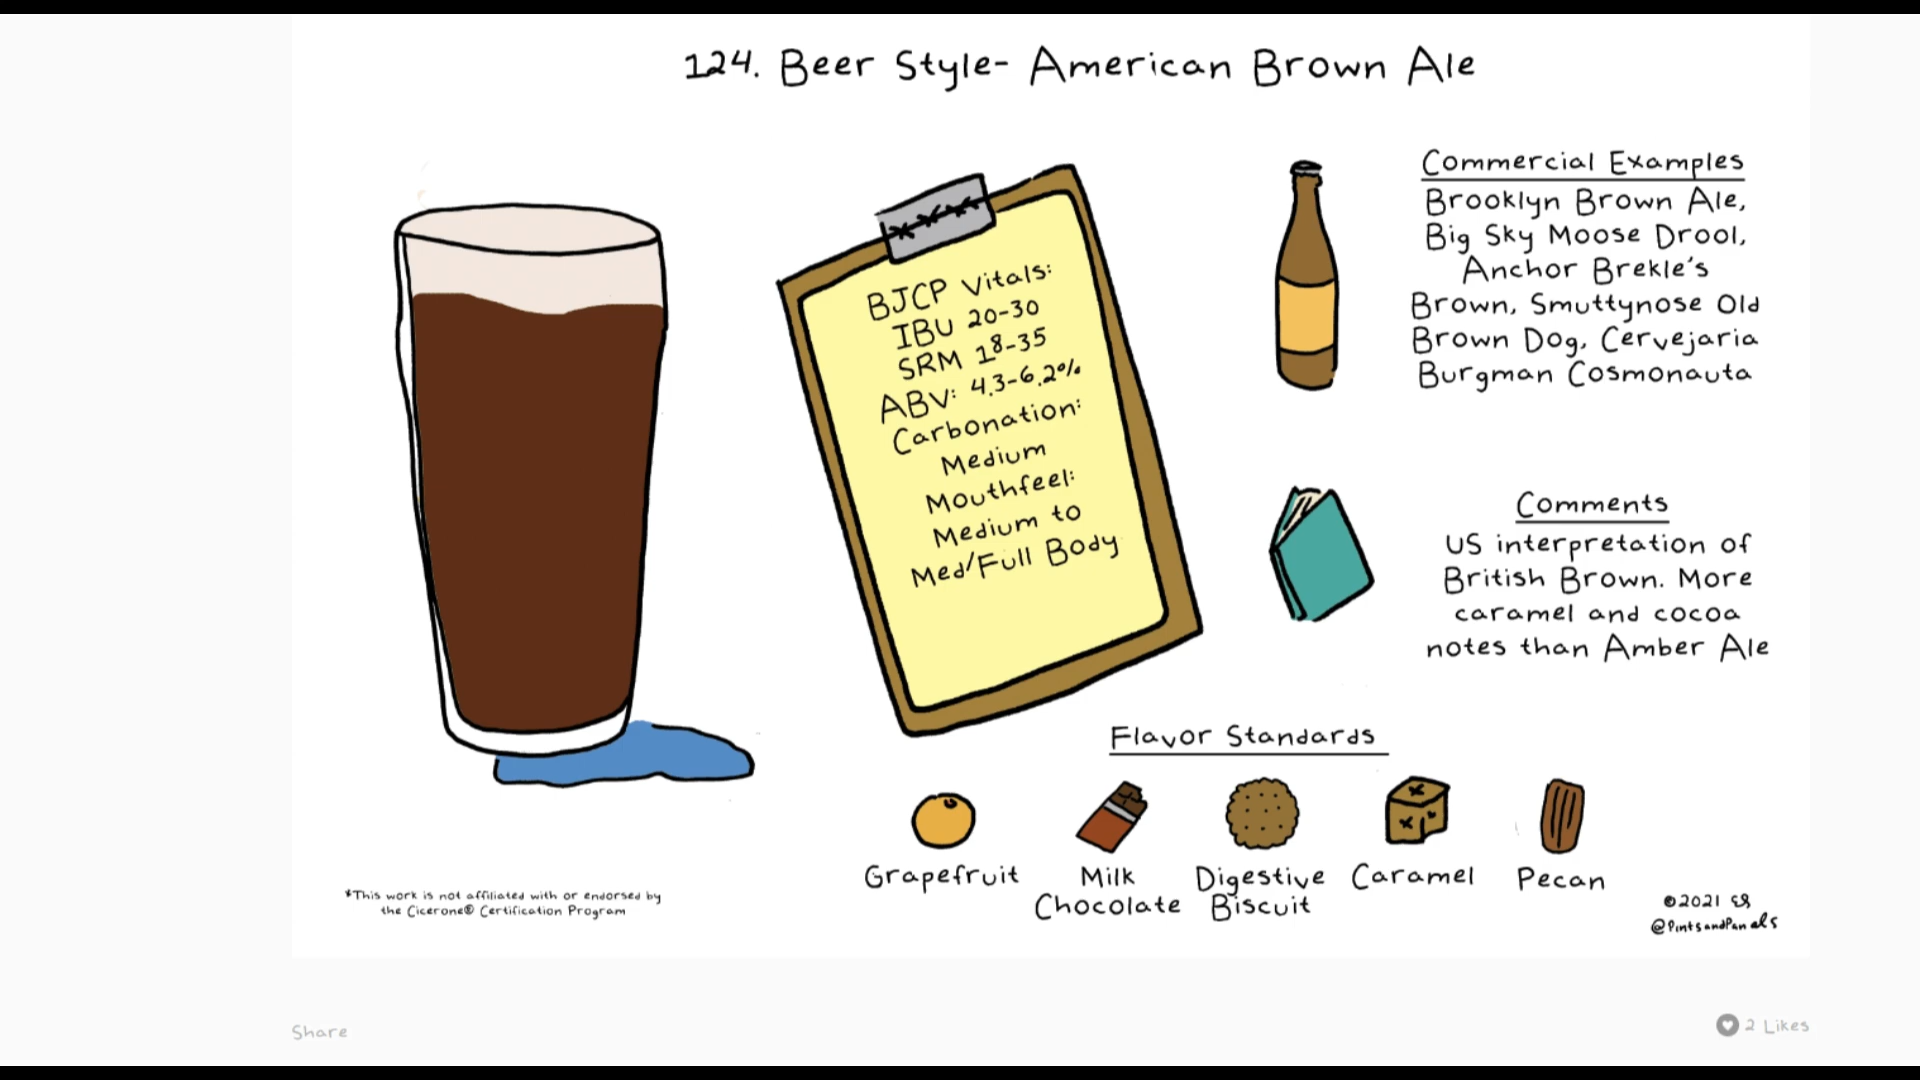 124. Beer Style- American Brown Ale
BJCP Vitals:
IBU 20-30
SRM 18-35
ABV: 4.3-6.2%
Carbonation:
Medium
Mouthfeel:
Medium to
Med/Full Body
Commercial Examples
Brooklyn Brown Ale,
Big Sky Moose Drool,
Anchor Brekle's
Brown, Smuttynose Old
Brown Dog, Cervejaria
Burgman Cosmonauta
Comments
US interpretation of
British Brown. More
caramel and cocoa
notes than Amber Ale
Flavor Standards
Grapefruit
Milk
Chocolate
Digestive
Biscuit
Caramel
Pecan
*This work is not affiliated with or endorsed by
the Cicerone® Certification Program
©2021
@PintsandPanels
Share
2 Likes